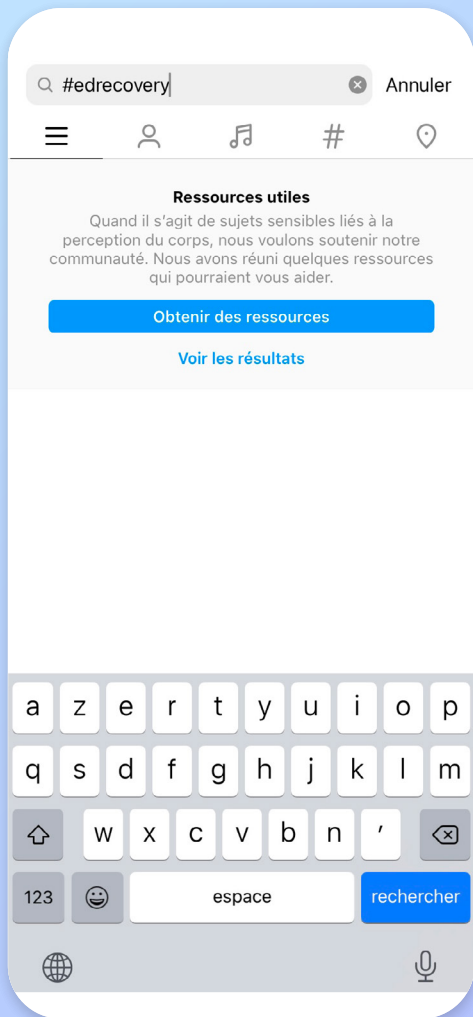 #edrecovery
Annuler
#
Ressources utiles
Quand il s'agit de sujets sensibles liés à la
perception du corps, nous voulons soutenir notre
communauté. Nous avons réuni quelques ressources
qui pourraient vous aider.
Obtenir des ressources
Voir les résultats
a z e r t y u i o p
q s d f g h j k l m
w x c v b n ′
123 espace rechercher